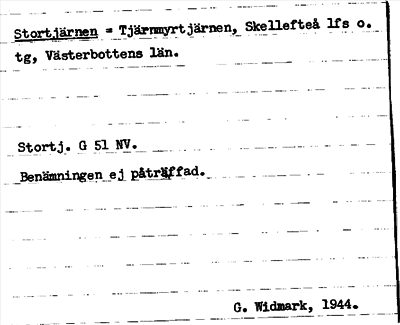 Stortjärnen = Tjärnmyrtjärnen, Skellefteå lfs o.
tg, Västerbottens län.
Stortj. G 51 NV.
Benämningen ej påträffad.
G. Widmark, 1944.